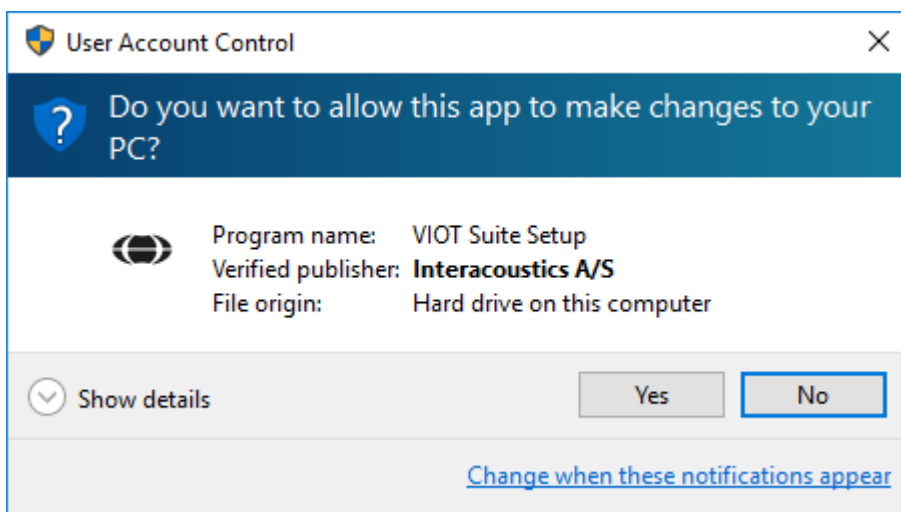 User Account Control
Do you want to allow this app to make changes to your
PC?
Program name: VIOT Suite Setup
Verified publisher: Interacoustics A/S
File origin: Hard drive on this computer
Show details
Yes No
Change when these notifications appear